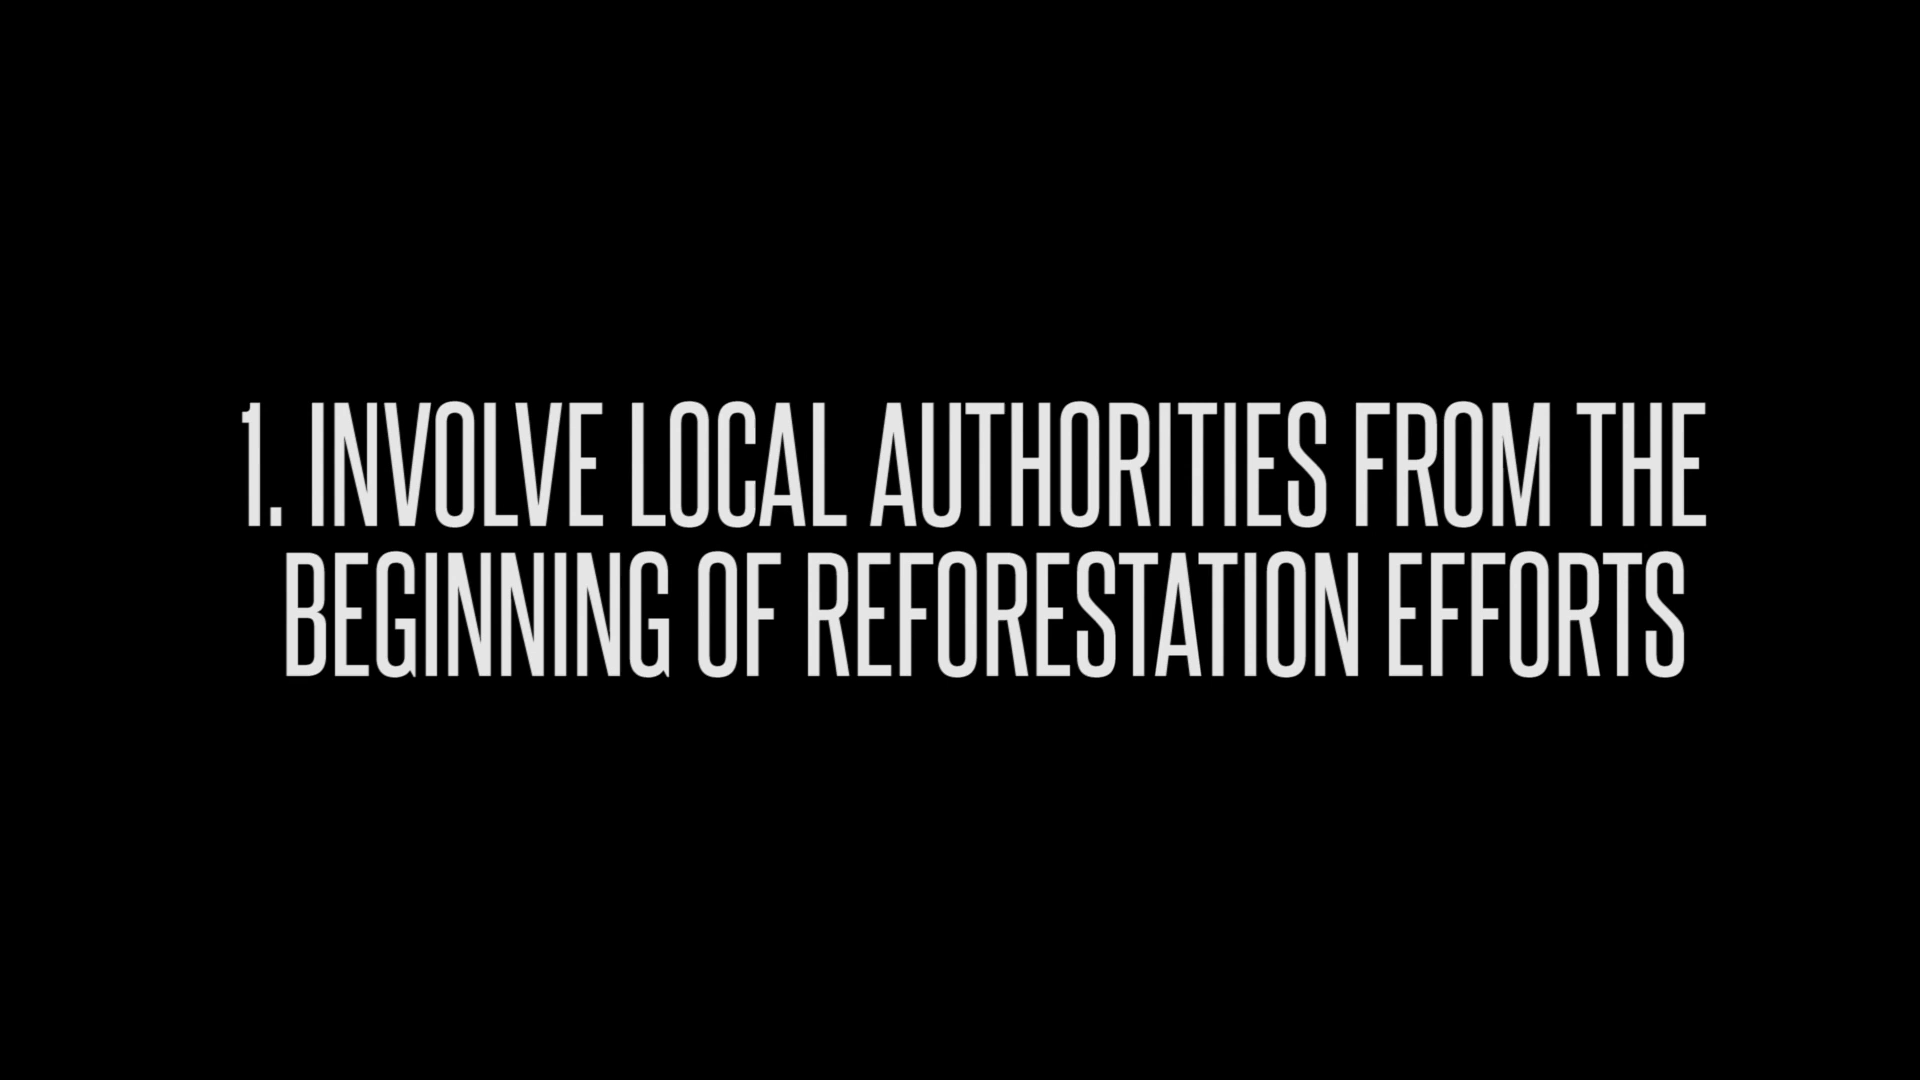 1. INVOLVE LOCAL AUTHORITIES FROM THE
BEGINNING OF REFORESTATION EFFORTS